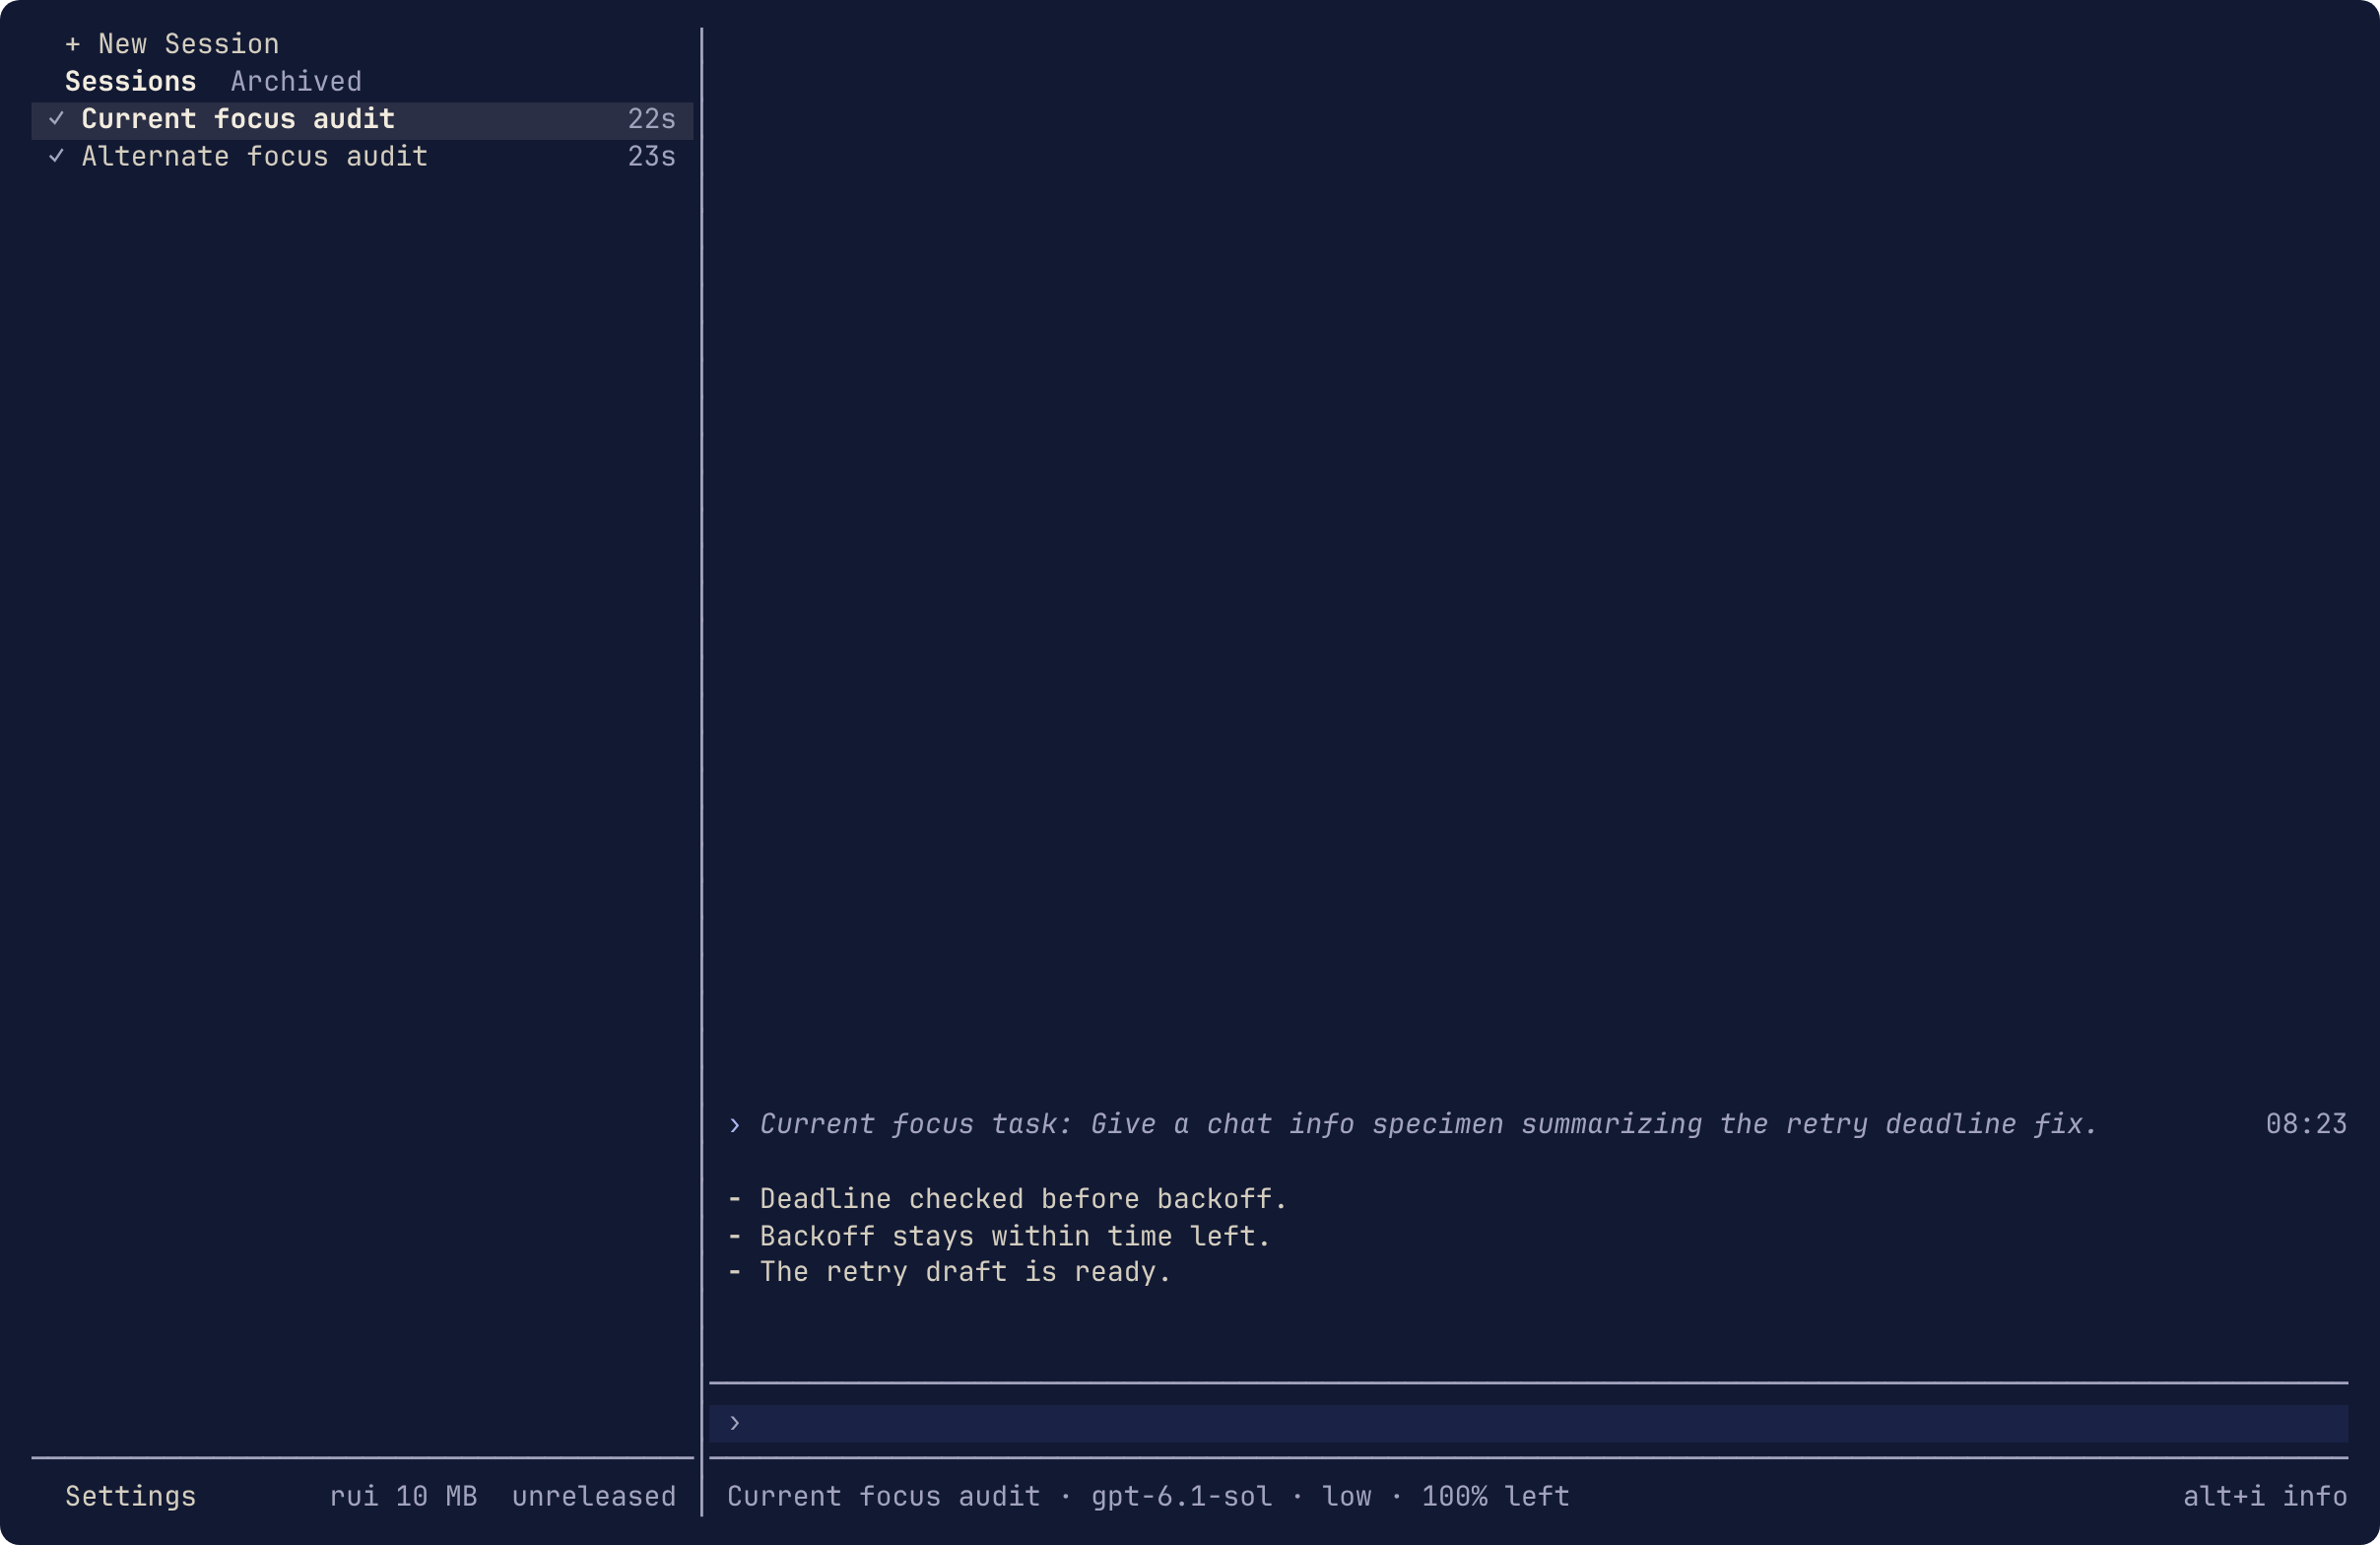 + New Session
Sessions  Archived
✓ Current focus audit 22s
✓ Alternate focus audit 23s
› Current focus task: Give a chat info specimen summarizing the retry deadline fix. 08:23
- Deadline checked before backoff.
- Backoff stays within time left.
- The retry draft is ready.
›
Settings rui 10 MB unreleased
Current focus audit · gpt-6.1-sol · low · 100% left alt+i info